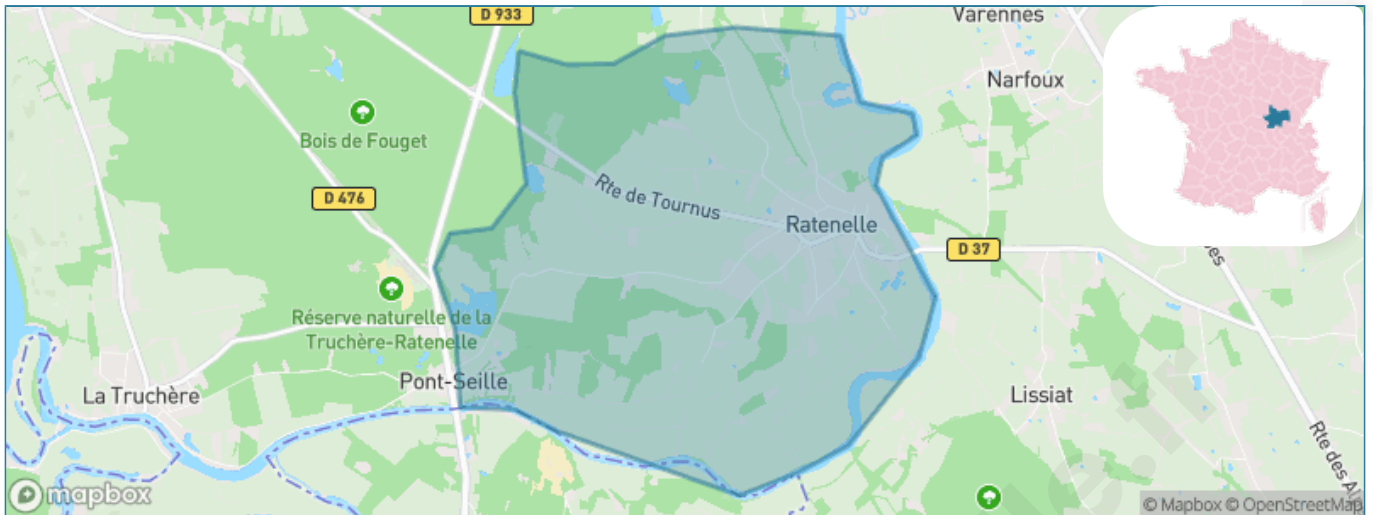 D 933
Varennes
Narfoux
Bois de Fouget
D 476
Rte de Tournus
Ratenelle
D 37
Réserve naturelle de la
Truchère-Ratenelle
Pont-Seille
La Truchère
Lissiat
Rte des
mapbox
© Mapbox © OpenStreetMap